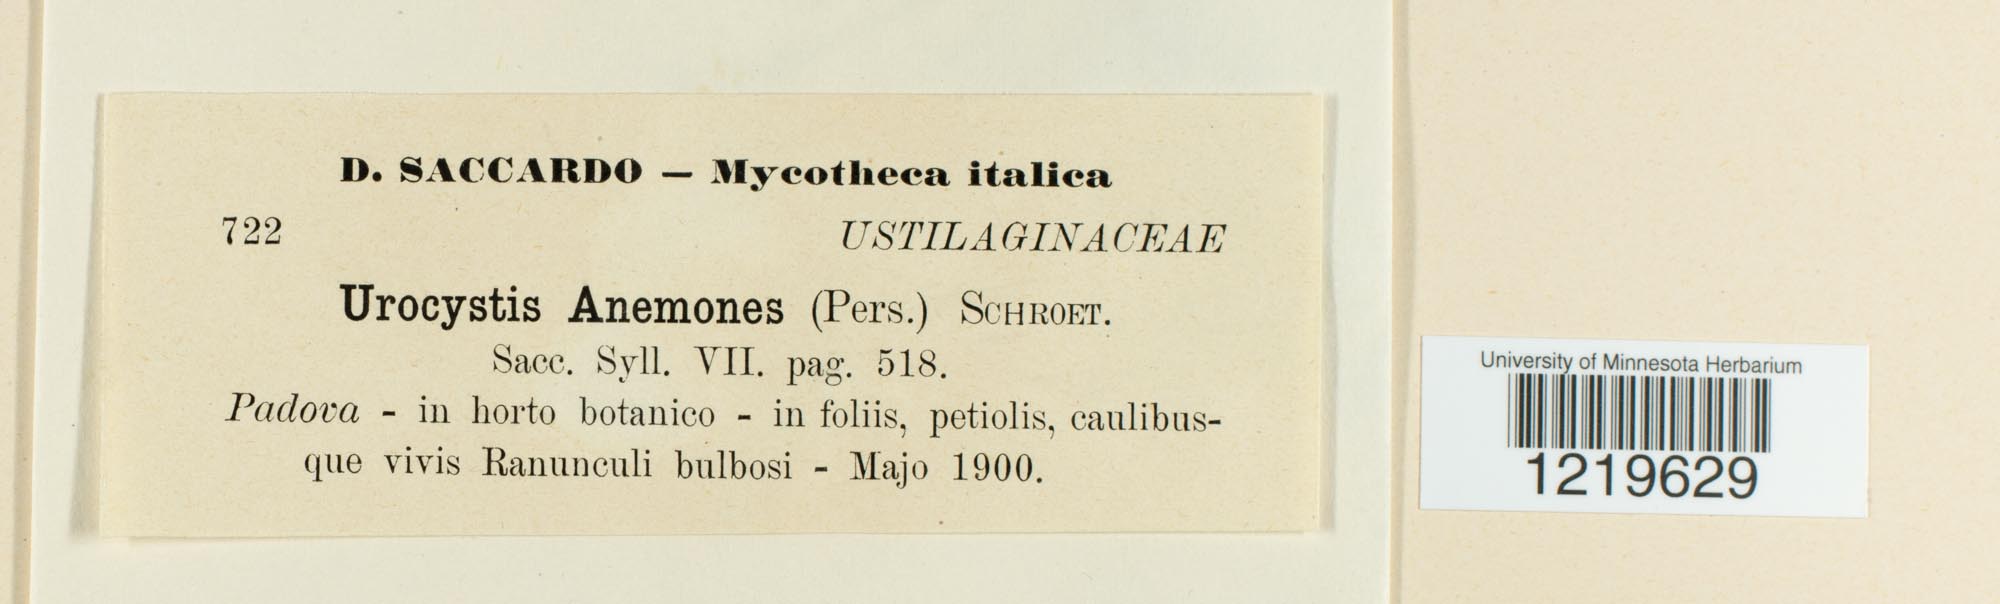 D. SACCARDO — Mycotheca italica
722 USTILAGINACEAE
Urocystis Anemones (Pers.) SCHROET.
Sacc. Syll. VII. pag. 518.
Padova - in horto botanico - in foliis, petiolis, caulibus-
que vivis Ranunculi bulbosi - Majo 1900.
University of Minnesota Herbarium
1219629